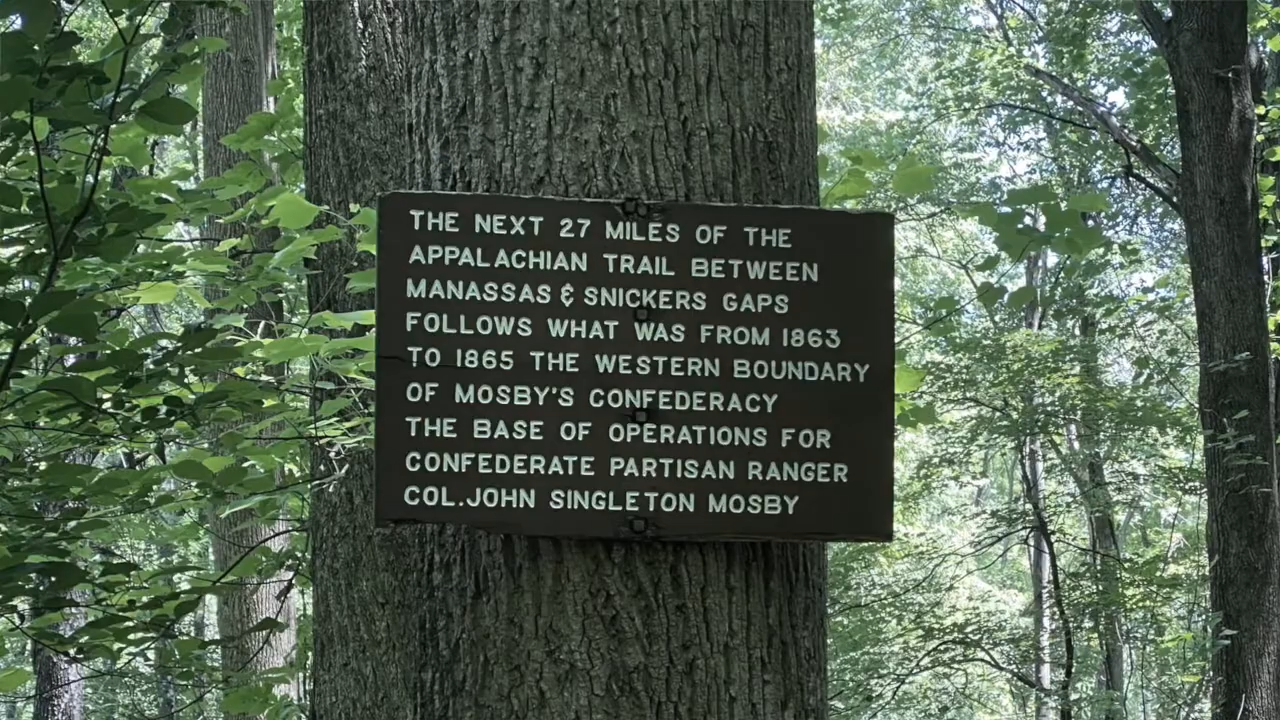 THE NEXT 27 MILES OF THE
APPALACHIAN TRAIL BETWEEN
MANASSAS & SNICKERS GAPS
FOLLOWS WHAT WAS FROM 1863
TO 1865 THE WESTERN BOUNDARY
OF MOSBY'S CONFEDERACY
THE BASE OF OPERATIONS FOR
CONFEDERATE PARTISAN RANGER
COL.JOHN SINGLETON MOSBY